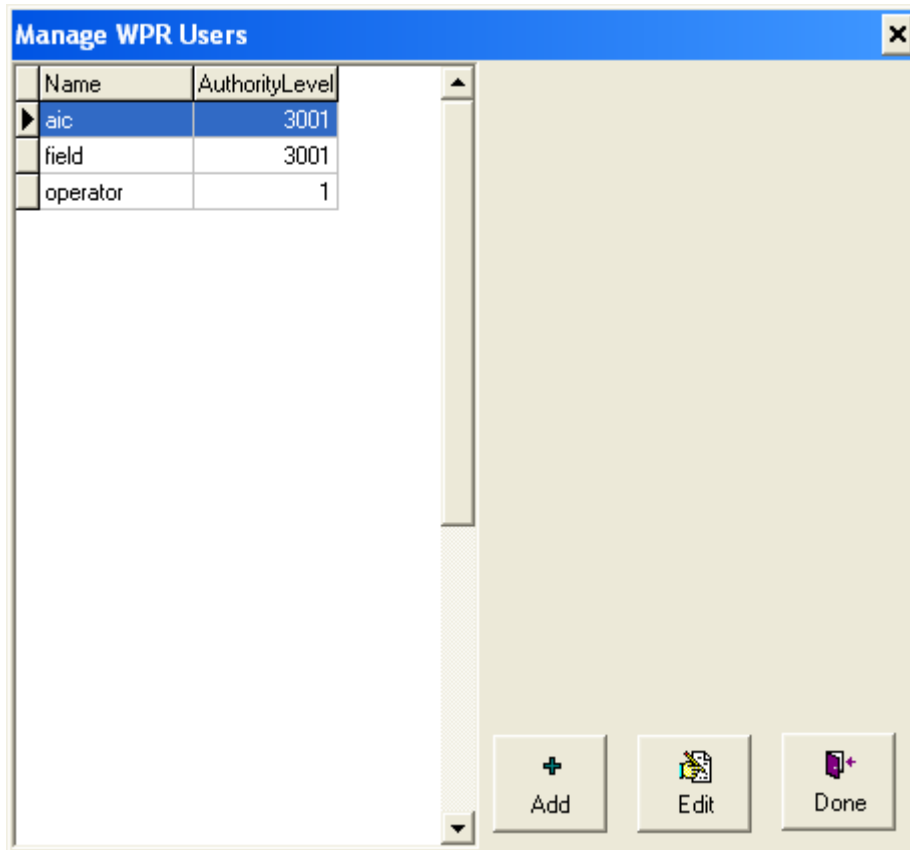 Manage WPR Users
Name AuthorityLevel
aic 3001
field 3001
operator 1
Add Edit Done